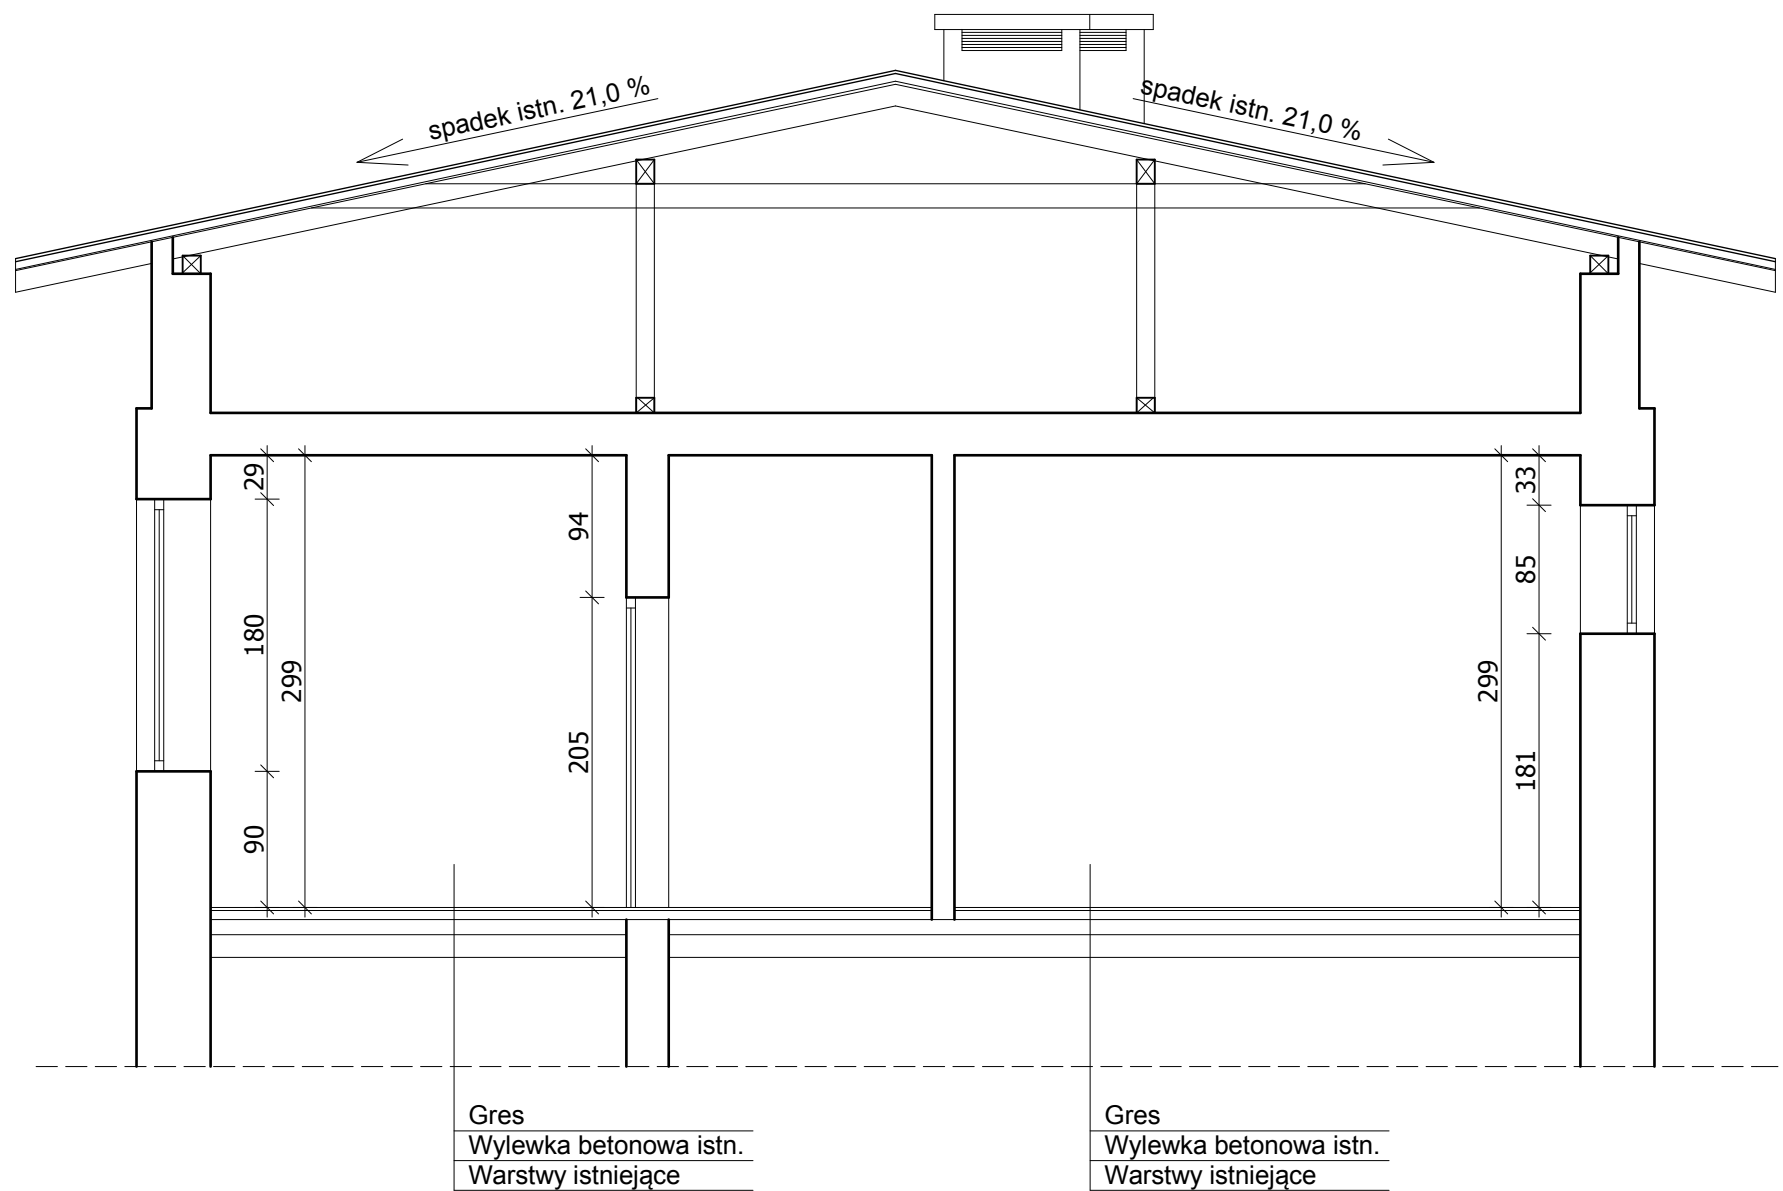 spadek istn. 21,0 %
spadek istn. 21,0 %
29
180
90
299
94
205
299
33
85
181
Gres
Wylewka betonowa istn.
Warstwy istniejące
Gres
Wylewka betonowa istn.
Warstwy istniejące